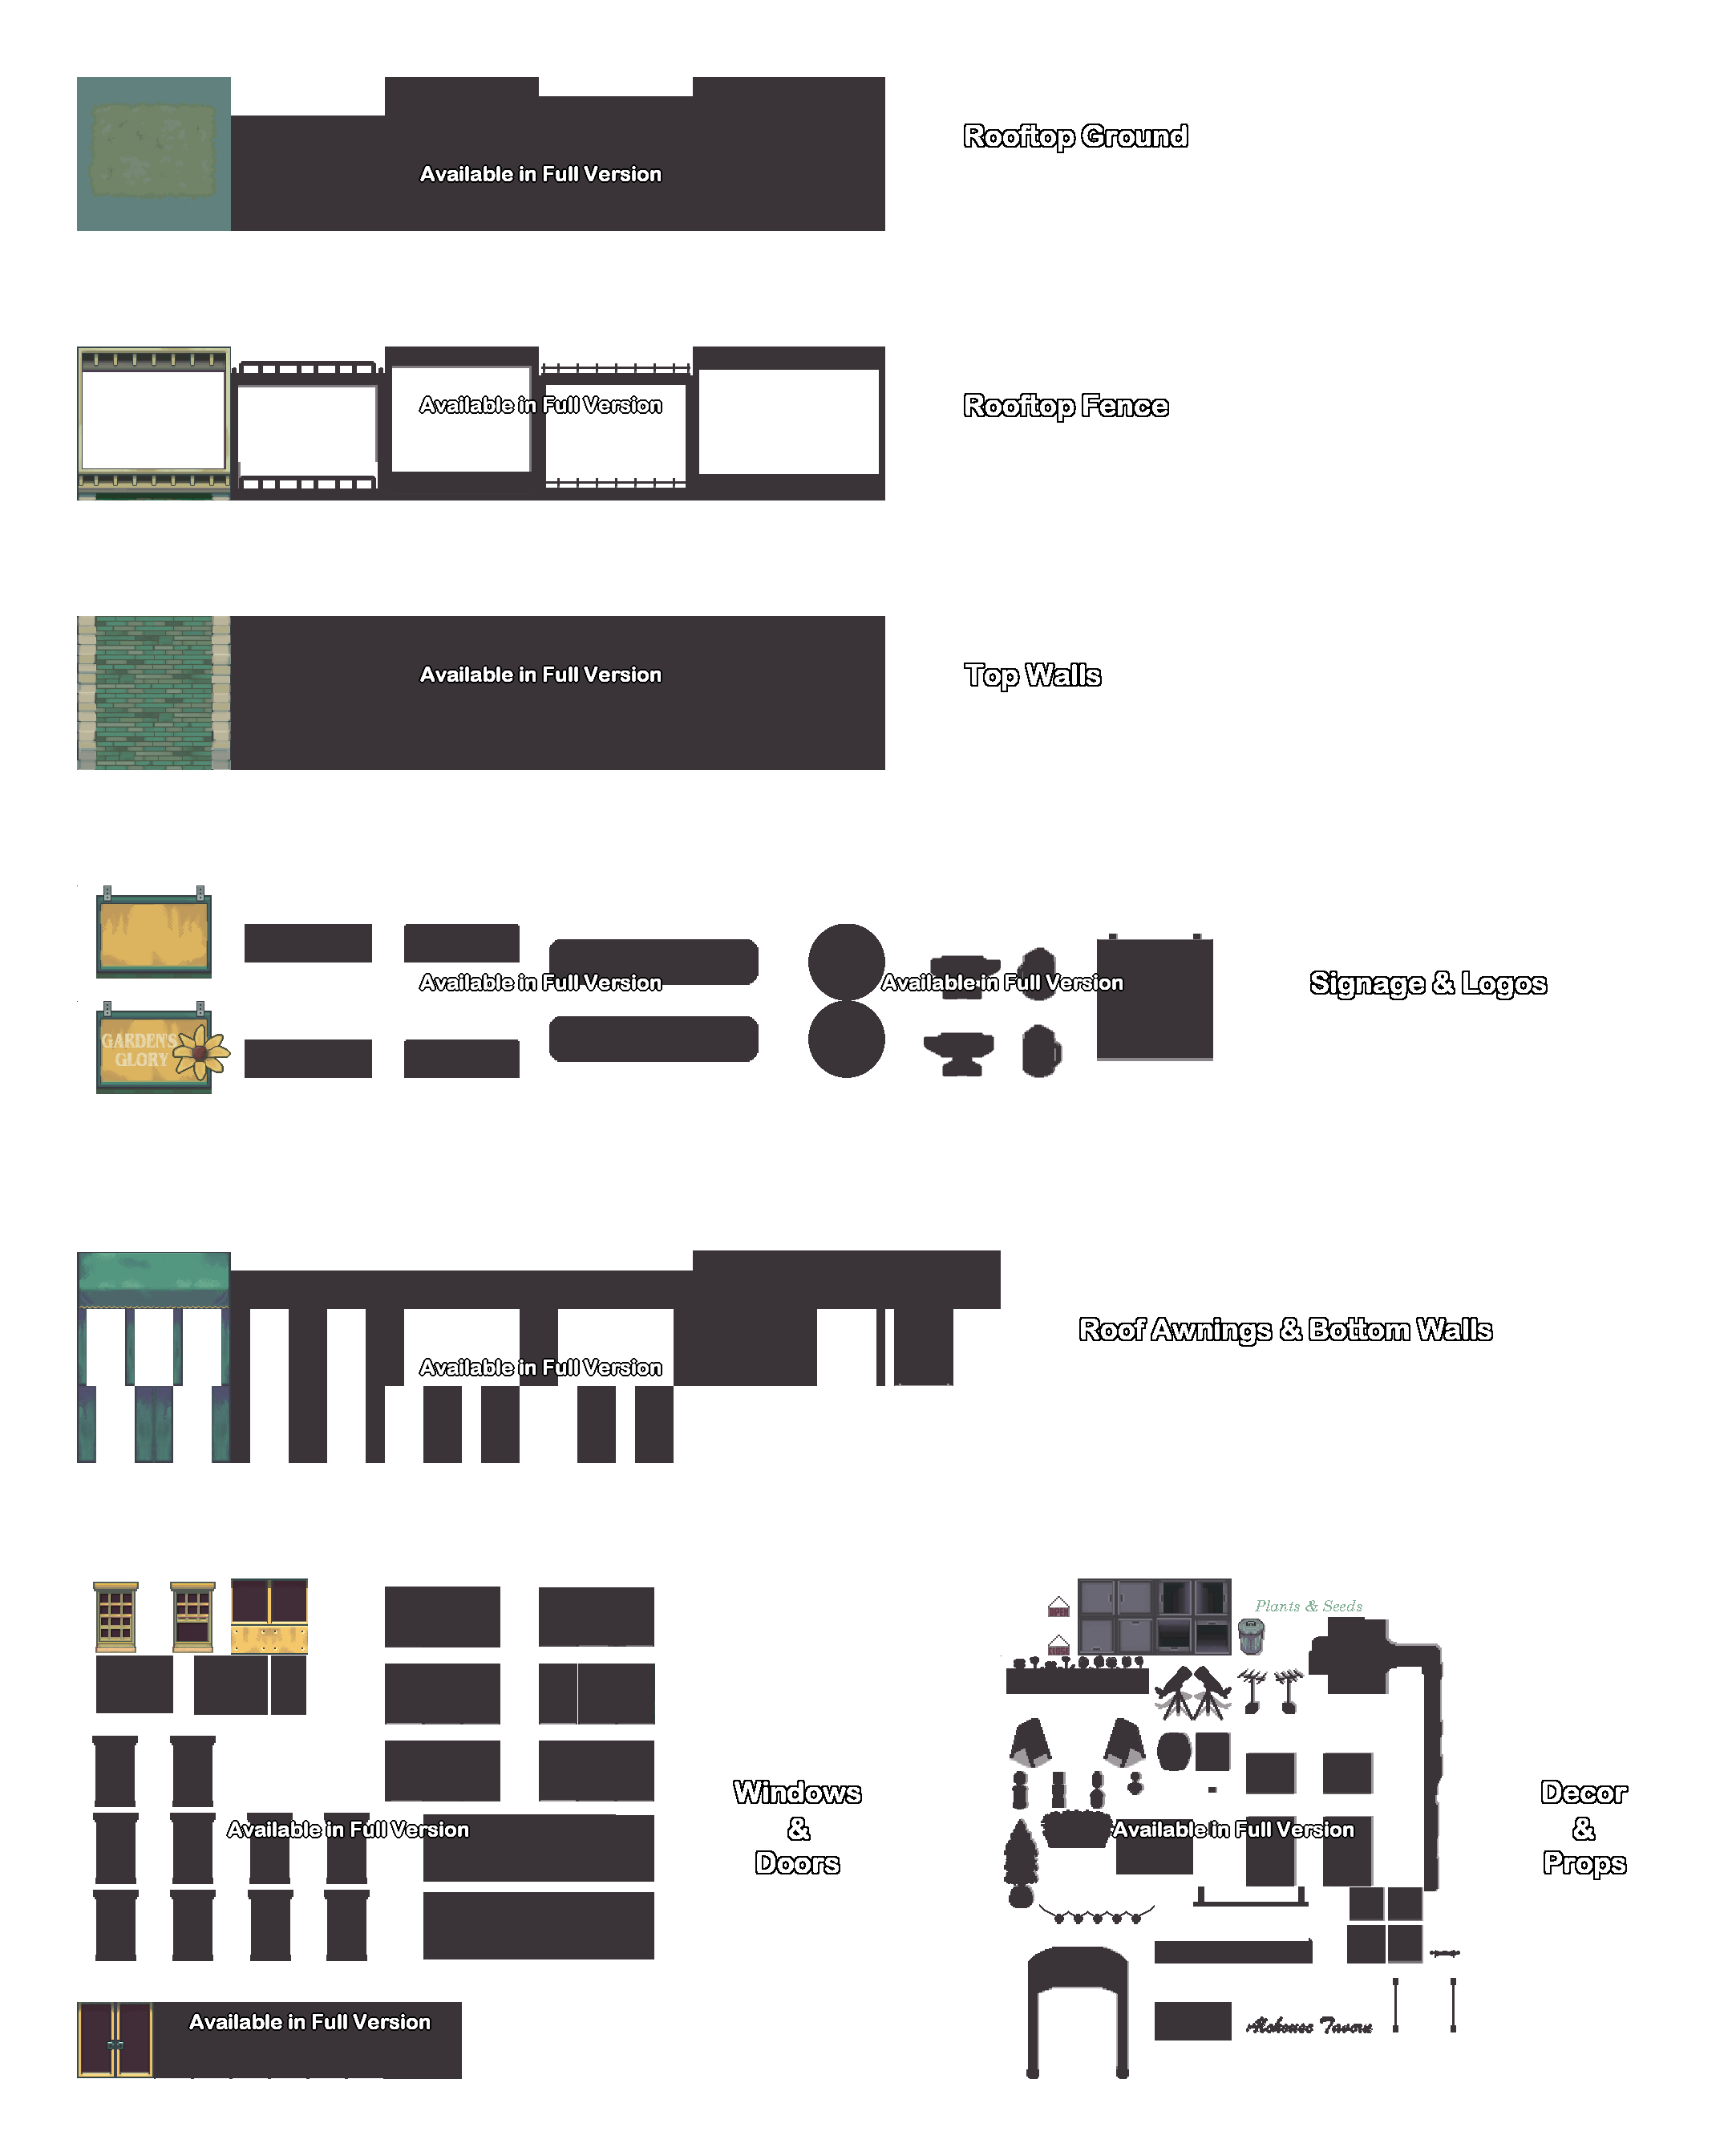 Rooftop Ground
Available in Full Version
Available in Full Version
Rooftop Fence
Available in Full Version
Top Walls
Available in Full Version
Available in Full Version
Signage & Logos
GARDEN'S
GLORY
Roof Awnings & Bottom Walls
Available in Full Version
OPEN
Plants & Seeds
CLOSE
Windows
&
Doors
Decor
&
Props
Available in Full Version
Available in Full Version
Available in Full Version
Alehouse Tavern